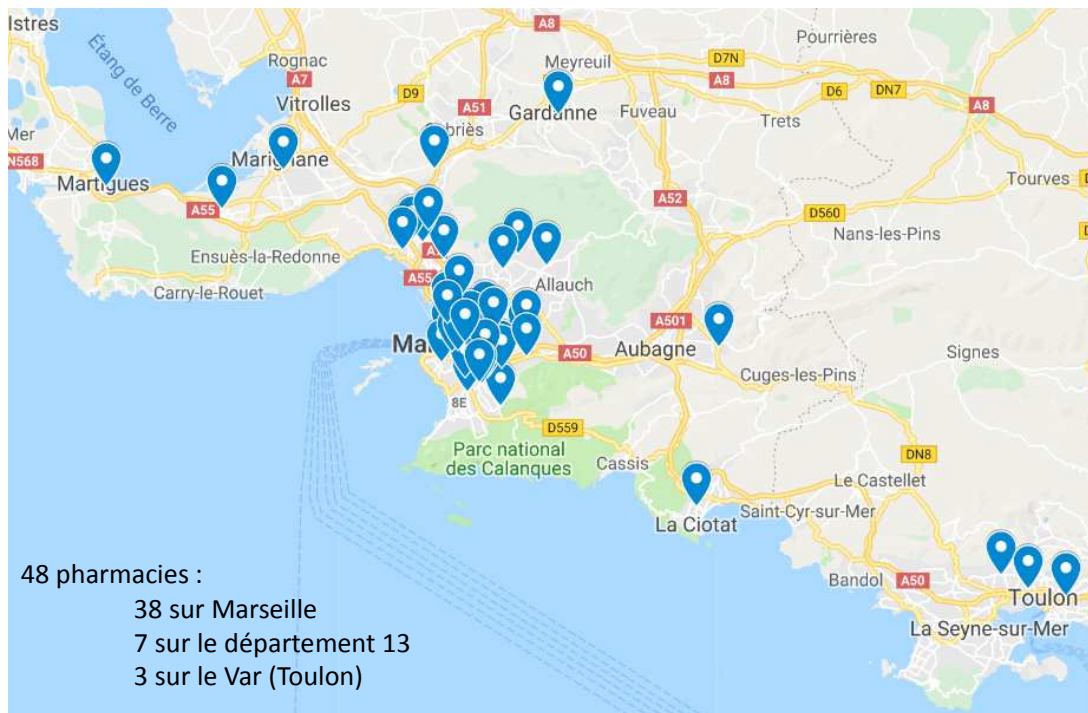 Istres
A8
Pourrières
Étang de Berre
Rognac
Meyreuil
D7N
A7
A8
D9
D6
DN7
Vitrolles
A51
Gardanne
Fuveau
A8
Trets
Mer
N568
Marignane
Martigues
Tourves
A52
A55
D560
Nans-les-Pins
Ensuès-la-Redonne
A55
Allauch
Carry-le-Rouet
A501
Aubagne
A50
Signes
Cuges-les-Pins
8E
D559
Parc national
des Calanques
Cassis
DN8
Le Castellet
La Ciotat
Saint-Cyr-sur-Mer
Bandol
A50
Toulon
La Seyne-sur-Mer
48 pharmacies :
38 sur Marseille
7 sur le département 13
3 sur le Var (Toulon)